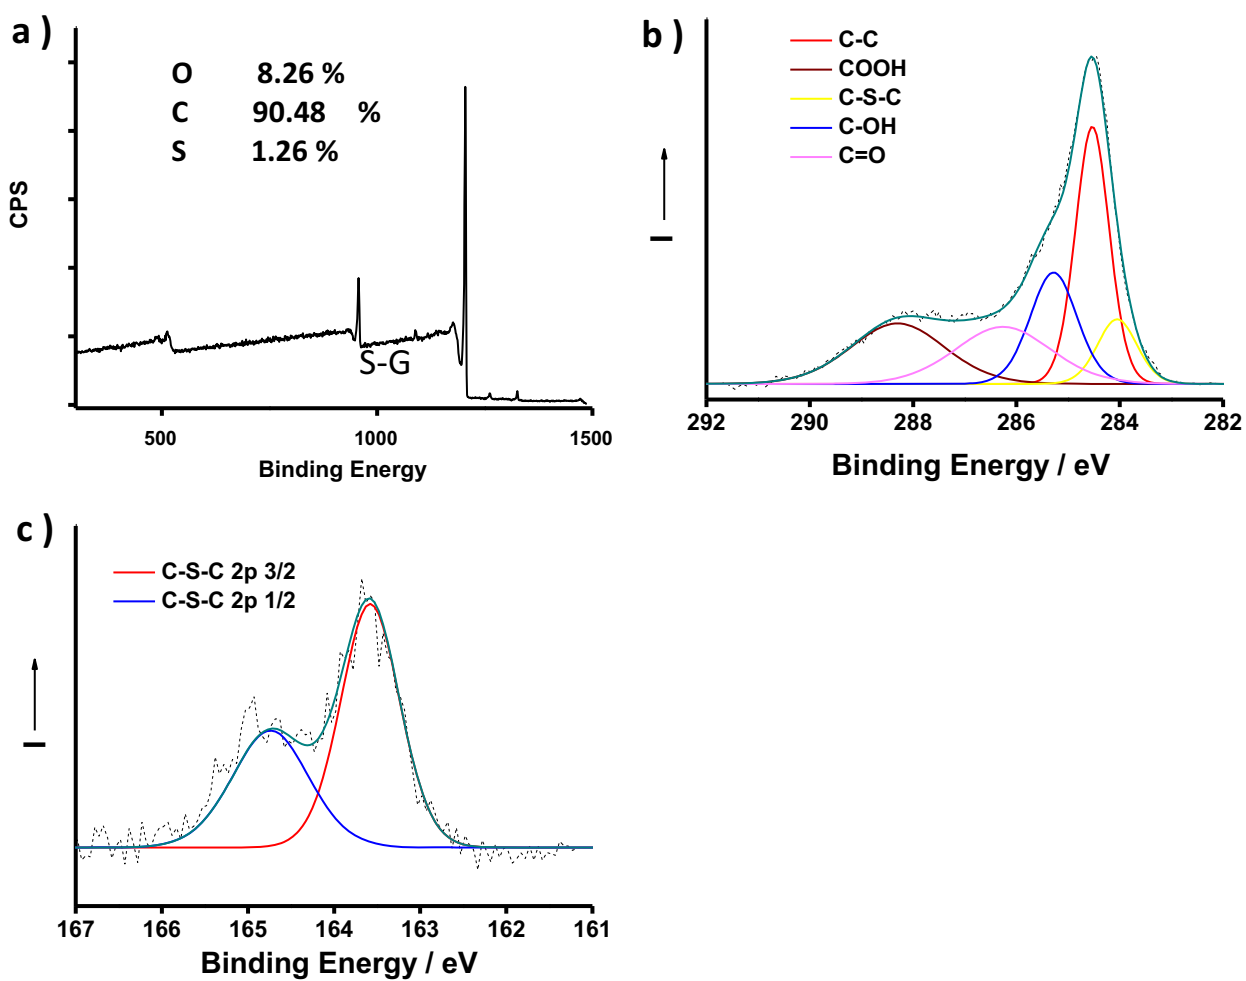 a )
O 8.26 %
C 90.48 %
S 1.26 %
CPS
S-G
500 1000 1500
Binding Energy
b )
C-C
COOH
C-S-C
C-OH
C=O
I
292 290 288 286 284 282
Binding Energy / eV
c )
C-S-C 2p 3/2
C-S-C 2p 1/2
I
167 166 165 164 163 162 161
Binding Energy / eV